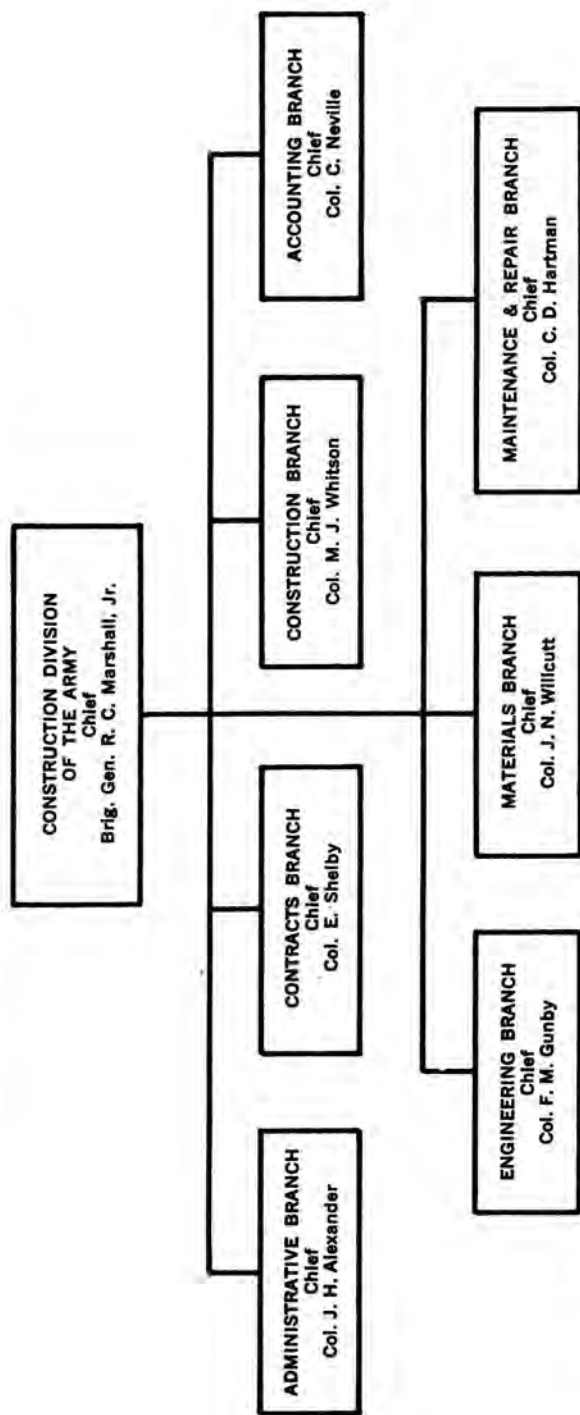 CONSTRUCTION DIVISION
OF THE ARMY
Chief
Brig. Gen. R. C. Marshall, Jr.
ADMINISTRATIVE BRANCH
Chief
Col. J. H. Alexander
CONTRACTS BRANCH
Chief
Col. E. Shelby
CONSTRUCTION BRANCH
Chief
Col. M. J. Whitson
ACCOUNTING BRANCH
Chief
Col. C. Neville
ENGINEERING BRANCH
Chief
Col. F. M. Gunby
MATERIALS BRANCH
Chief
Col. J. N. Willcutt
MAINTENANCE & REPAIR BRANCH
Chief
Col. C. D. Hartman